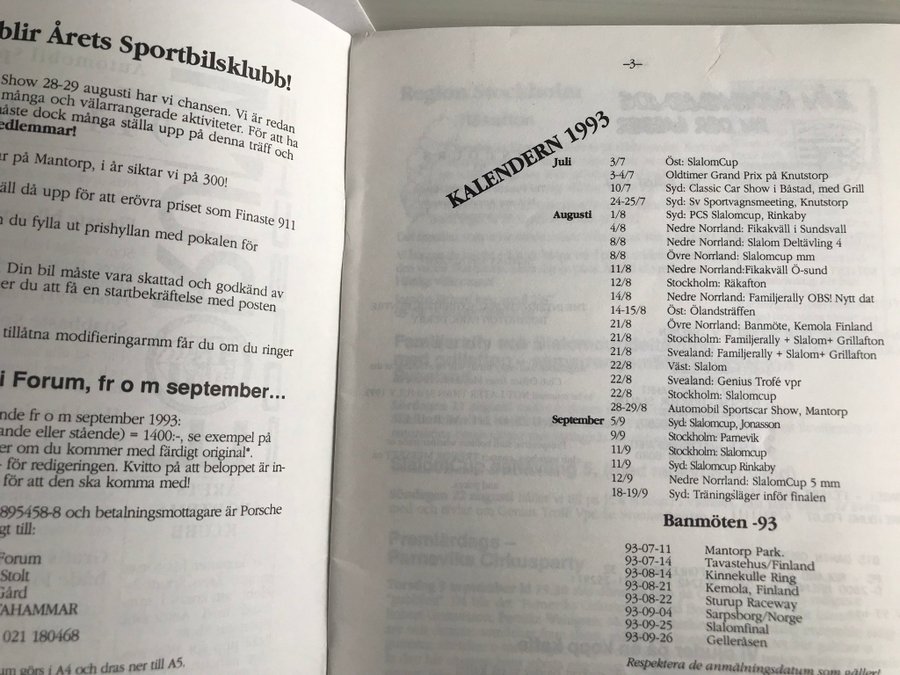 blir Årets Sportbilsklubb!
Show 28-29 augusti har vi chansen. Vi är redan
många och välarrangerade aktiviteter. För att ha
åste dock många ställa upp på denna träff och
edlemmar!
r på Mantorp, i år siktar vi på 300!
äll då upp för att erövra priset som Finaste 911
n du fylla ut prishyllan med pokalen för
Din bil måste vara skattad och godkänd av
er du att få en startbekräftelse med posten
tillåtna modifieringarmm får du om du ringer
i Forum, fr o m september...
nde fr o m september 1993:
ande eller stående) = 1400:-, se exempel på
er om du kommer med färdigt original".
- för redigeringen. Kvitto på att beloppet är in-
för att den ska komma med!
895458-8 och betalningsmottagare är Porsche
gt till:
Forum
Stolt
Gård
TAHAMMAR
021 180468
um görs i A4 och dras ner till A5.
-3-
KALENDERN 1993
Juli 3/7 Öst: SlalomCup
3-4/7 Oldtimer Grand Prix på Knutstorp
10/7 Syd: Classic Car Show i Båstad, med Grill
24-25/7 Syd: Sv Sportvagnsmeeting, Knutstorp
Augusti 1/8 Syd: PCS Slalomcup, Rinkaby
4/8 Nedre Norrland: Fikakväll i Sundsvall
8/8 Nedre Norrland: Slalom Deltävling 4
8/8 Övre Norrland: Slalomcup mm
11/8 Nedre Norrland:Fikakväll Ö-sund
12/8 Stockholm: Räkafton
14/8 Nedre Norrland: Familjerally OBS! Nytt dat
14-15/8 Öst: Ölandsträffen
21/8 Övre Norrland: Banmöte, Kemola Finland
21/8 Stockholm: Familjerally + Slalom+ Grillafton
21/8 Svealand: Familjerally + Slalom+ Grillafton
22/8 Väst: Slalom
22/8 Svealand: Genius Trofé vpr
22/8 Stockholm: Slalomcup
28-29/8 Automobil Sportscar Show, Mantorp
September 5/9 Syd: Slalomcup, Jonasson
9/9 Stockholm: Parnevik
11/9 Stockholm: Slalomcup
11/9 Syd: Slalomcup Rinkaby
12/9 Nedre Norrland: SlalomCup 5 mm
18-19/9 Syd: Träningsläger inför finalen
Banmöten -93
93-07-11 Mantorp Park.
93-07-14 Tavastehus/Finland
93-08-14 Kinnekulle Ring
93-08-21 Kemola, Finland
93-08-22 Sturup Raceway
93-09-04 Sarpsborg/Norge
93-09-25 Slalomfinal
93-09-26 Gelleråsen
Respektera de anmälningsdatum som gäller!